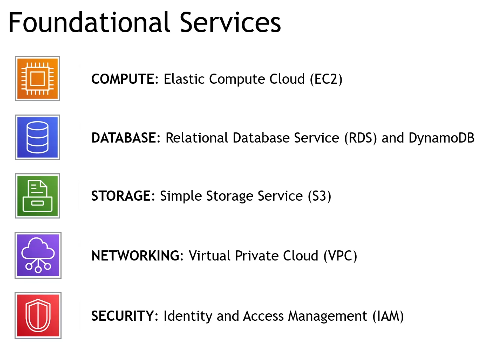 Foundational Services
COMPUTE: Elastic Compute Cloud (EC2)
DATABASE: Relational Database Service (RDS) and DynamoDB
STORAGE: Simple Storage Service (S3)
NETWORKING: Virtual Private Cloud (VPC)
SECURITY: Identity and Access Management (IAM)